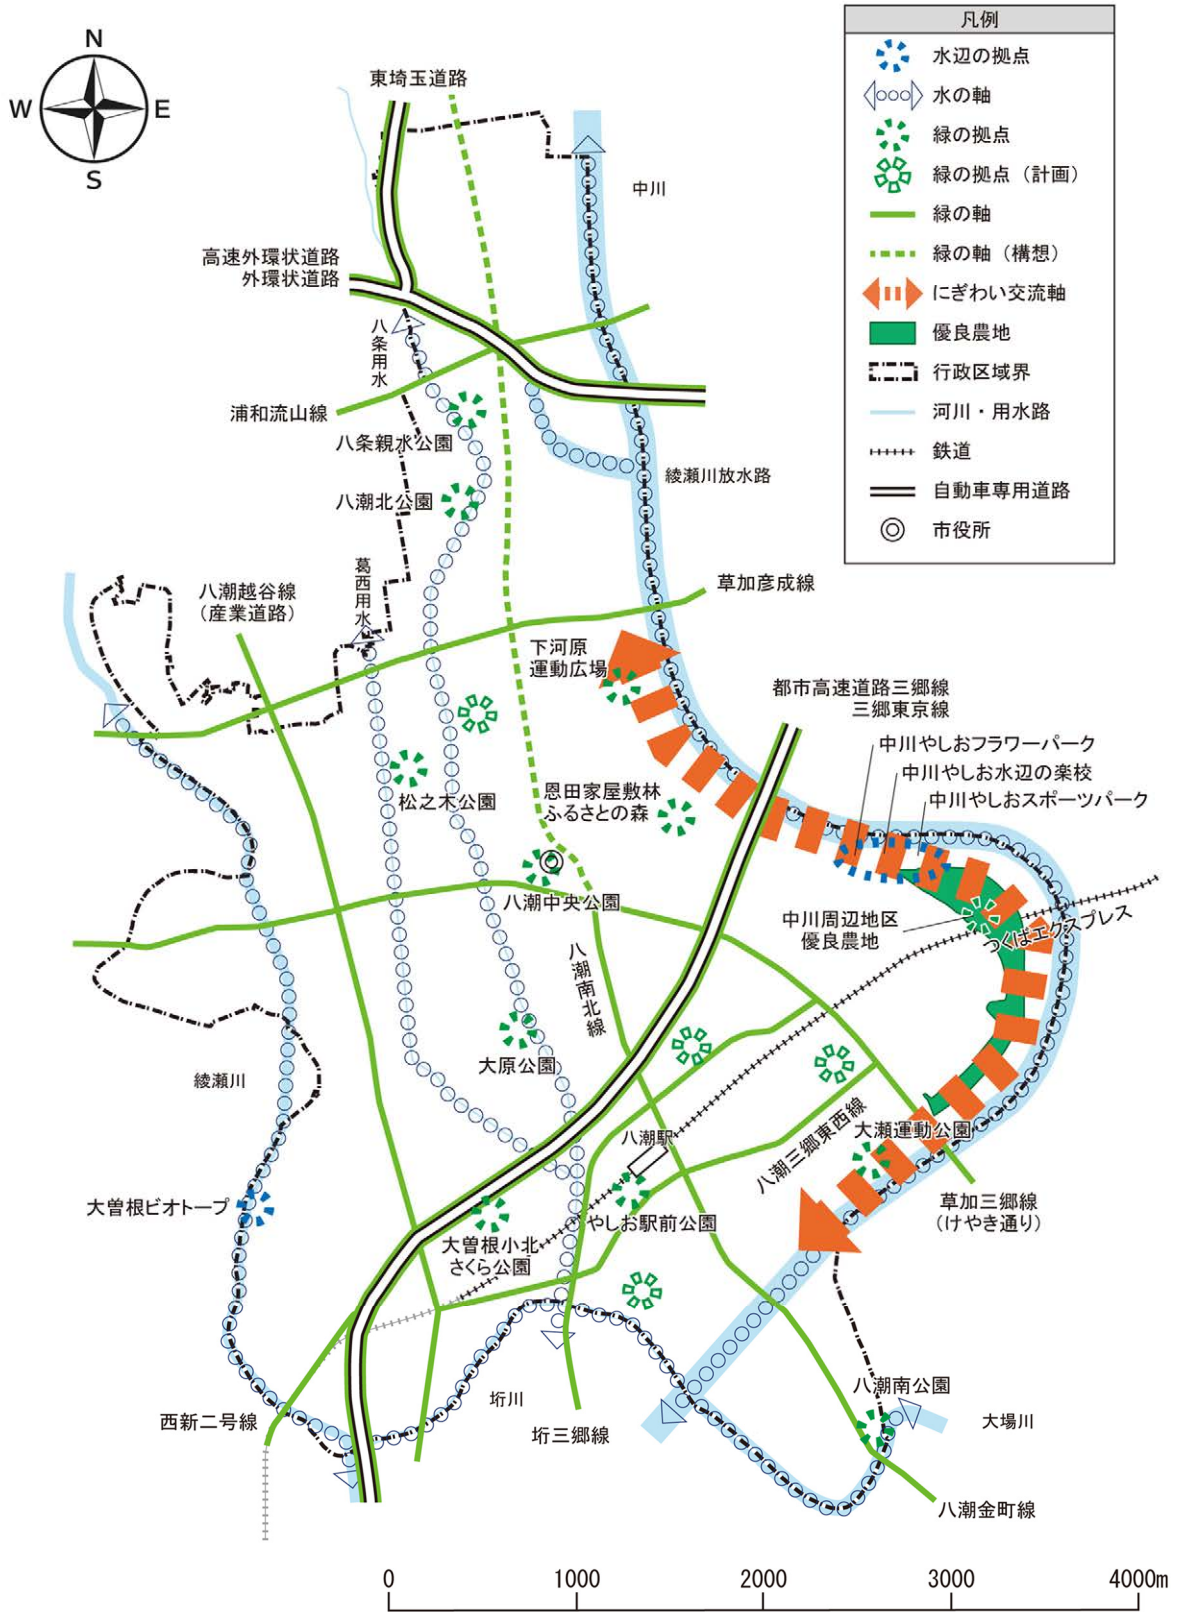 N
W
E
S
凡例
水辺の拠点
水の軸
緑の拠点
緑の拠点（計画）
緑の軸
緑の軸（構想）
にぎわい交流軸
優良農地
行政区域界
河川・用水路
鉄道
自動車専用道路
市役所
東埼玉道路
中川
高速外環状道路
外環状道路
八条用水
浦和流山線
八条親水公園
綾瀬川放水路
八潮北公園
葛西用水
草加彦成線
八潮越谷線
（産業道路）
下河原
運動広場
都市高速道路三郷線
三郷東京線
中川やしおフラワーパーク
中川やしお水辺の楽校
中川やしおスポーツパーク
松之木公園
恩田家屋敷林
ふるさとの森
八潮中央公園
中川周辺地区
優良農地
つくばエクスプレス
八潮南北線
大原公園
綾瀬川
八潮駅
八潮三郷東西線
大瀬運動公園
大曽根ビオトープ
やしお駅前公園
草加三郷線
（けやき通り）
大曽根小北
さくら公園
八潮南公園
西新二号線
垳川
垳三郷線
大場川
八潮金町線
0
1000
2000
3000
4000m